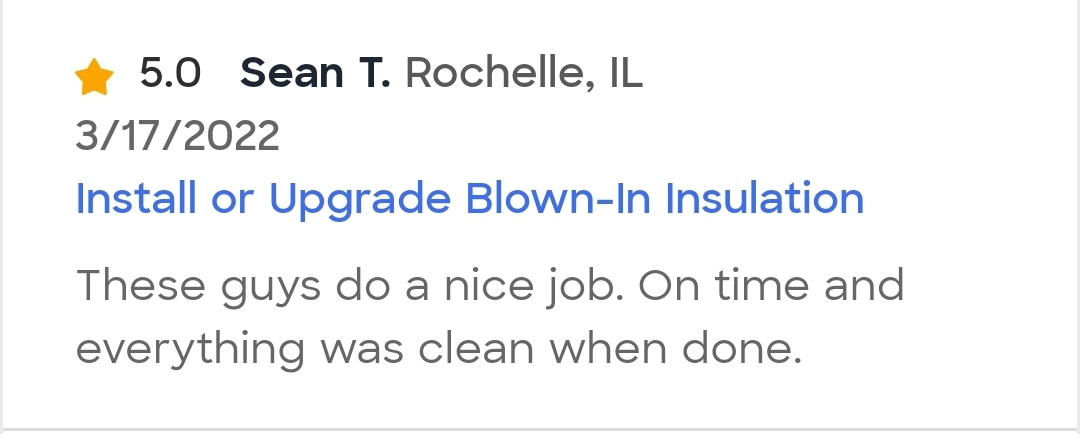 5.0 Sean T. Rochelle, IL
3/17/2022
Install or Upgrade Blown-In Insulation
These guys do a nice job. On time and
everything was clean when done.